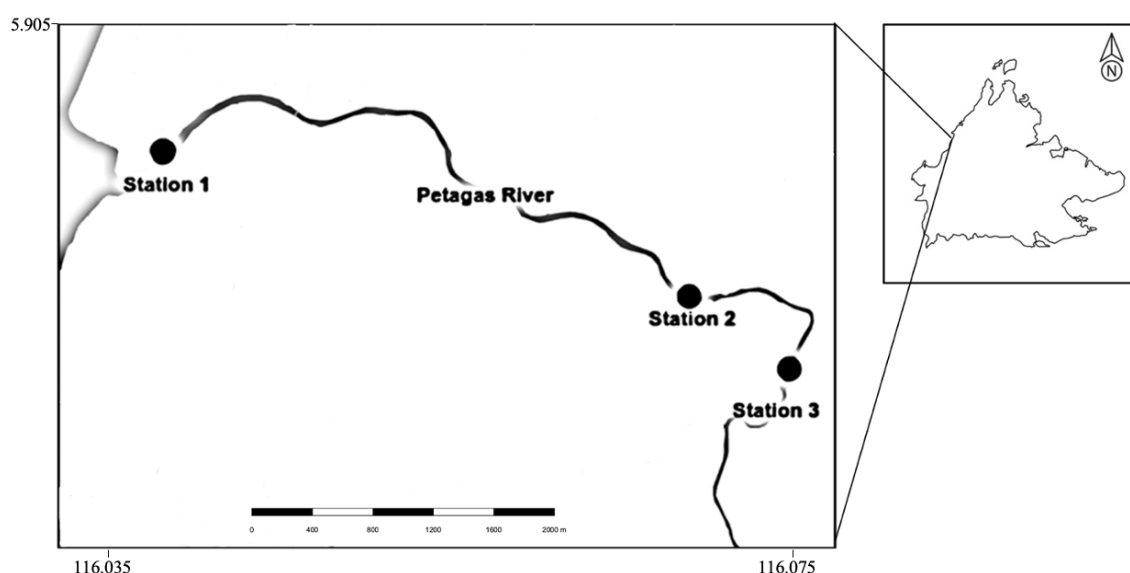 5.905
N
Station 1
Petagas River
Station 2
Station 3
0 400 800 1200 1600 2000 m
116.035 116.075